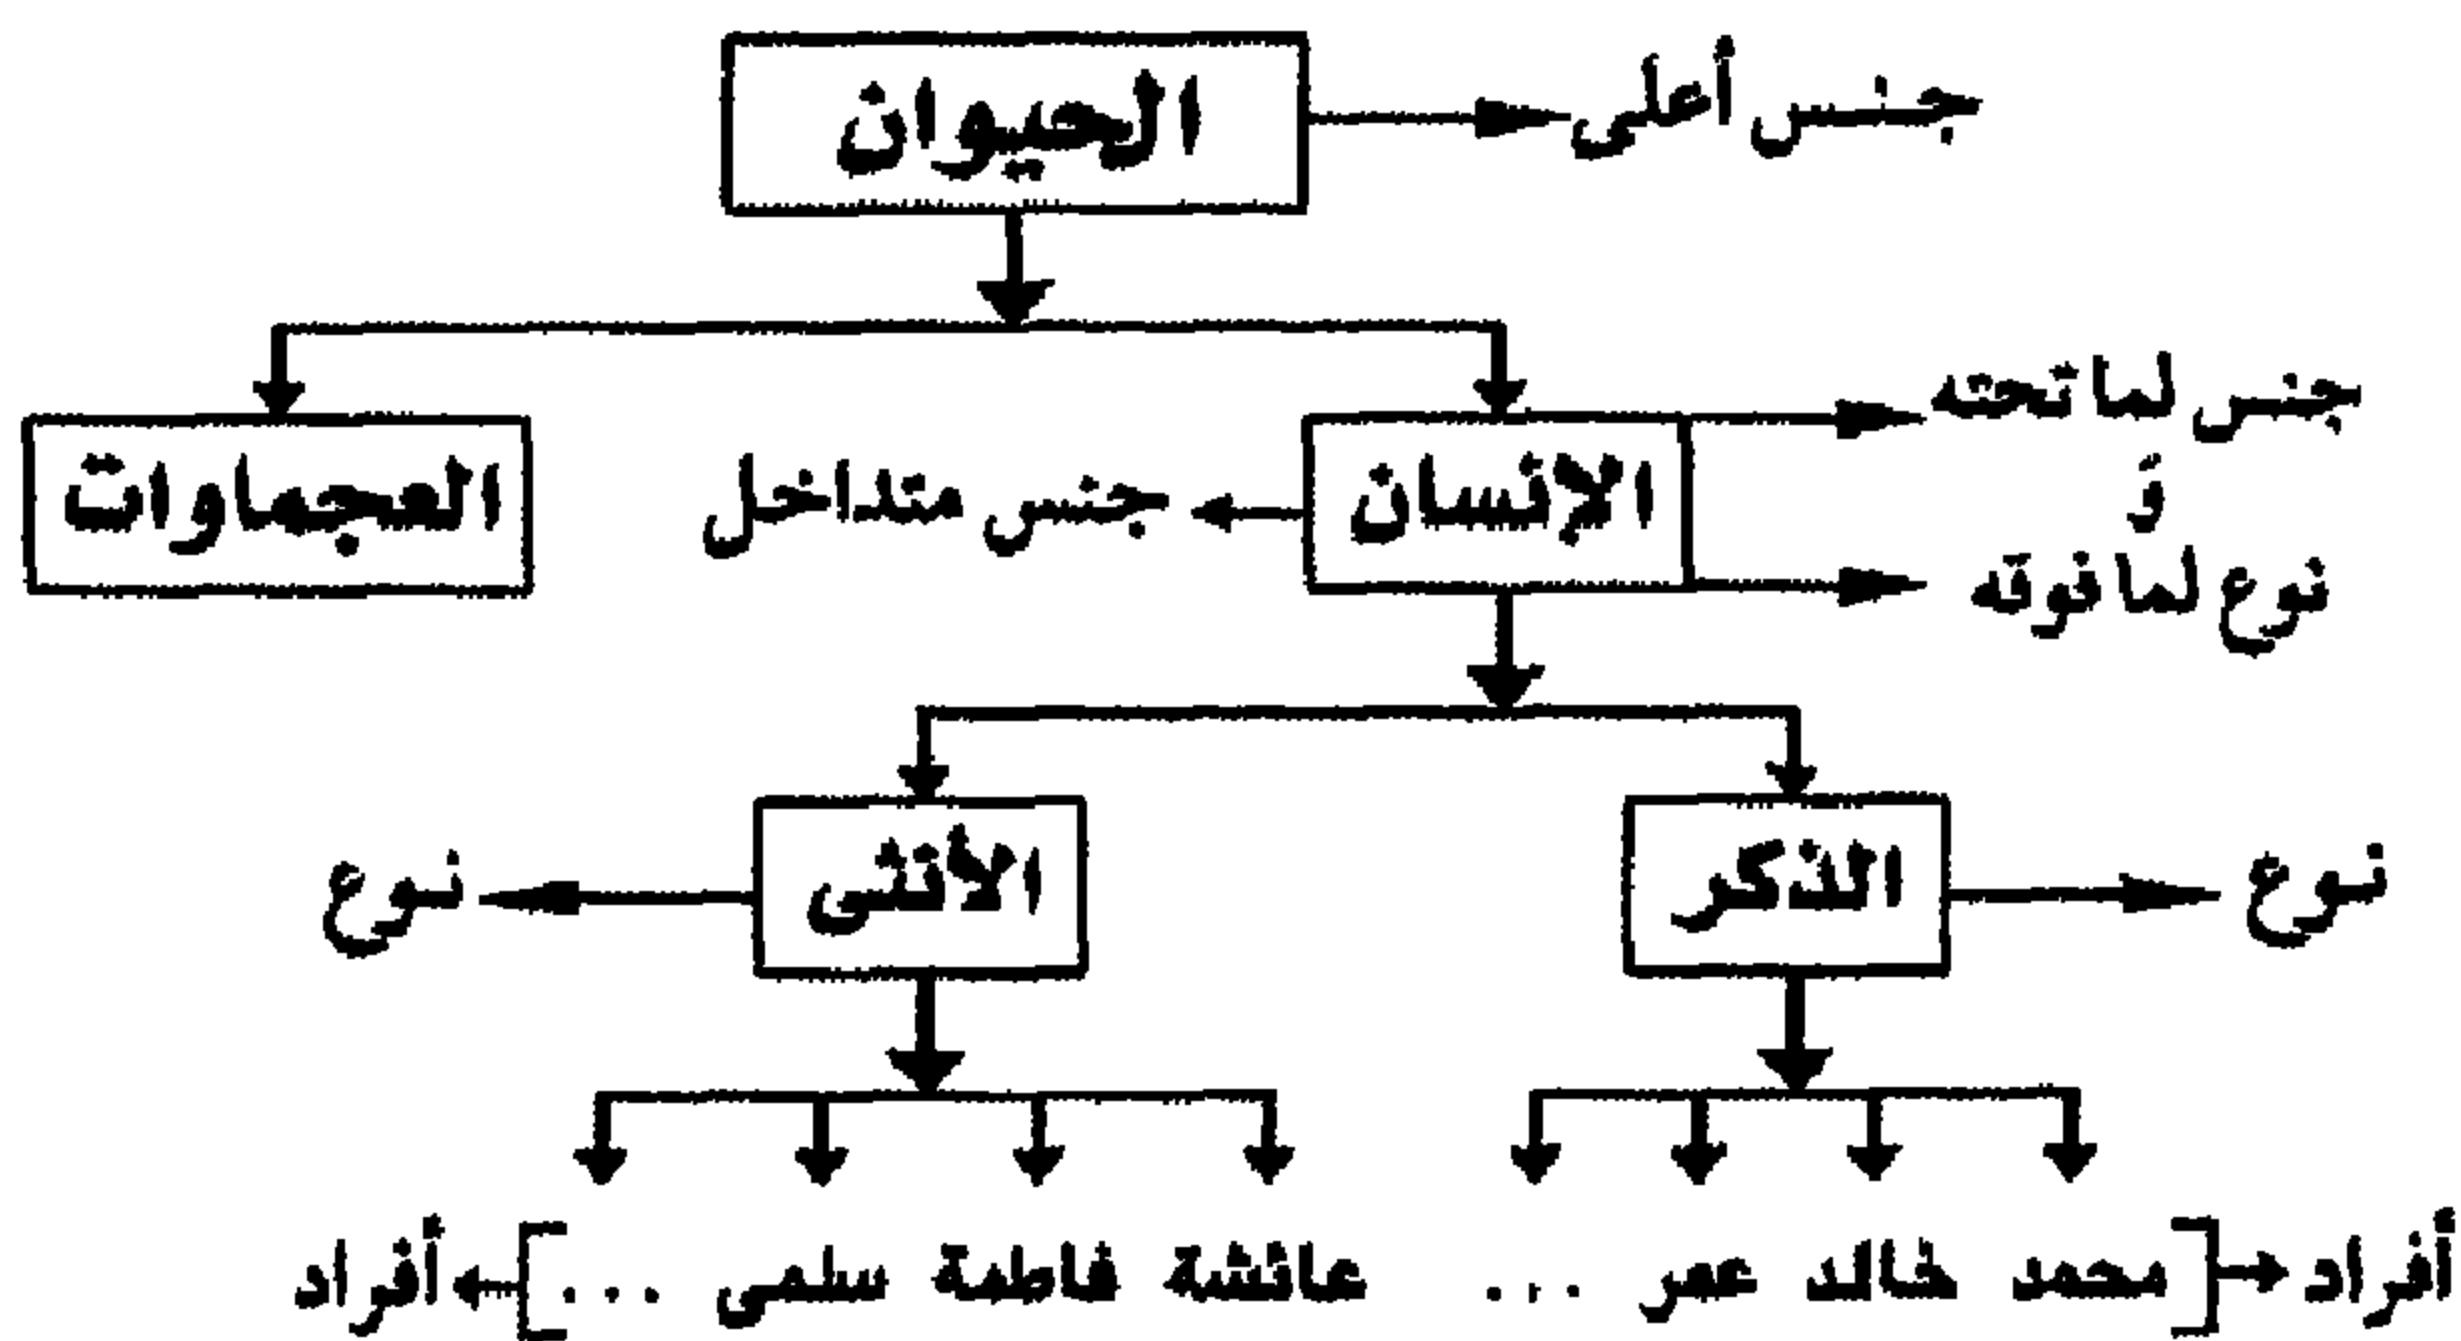 الحيوان
جنس أعلى
جنس لما تحته
وَ
نوع لما فوقه
الإنسان
جنس متداخل
العجماوات
نوع
الذكر
الأنثى
نوع
أفراد
محمد خالد عمر ...
عائشة فاطمة سلمى ...
أفراد